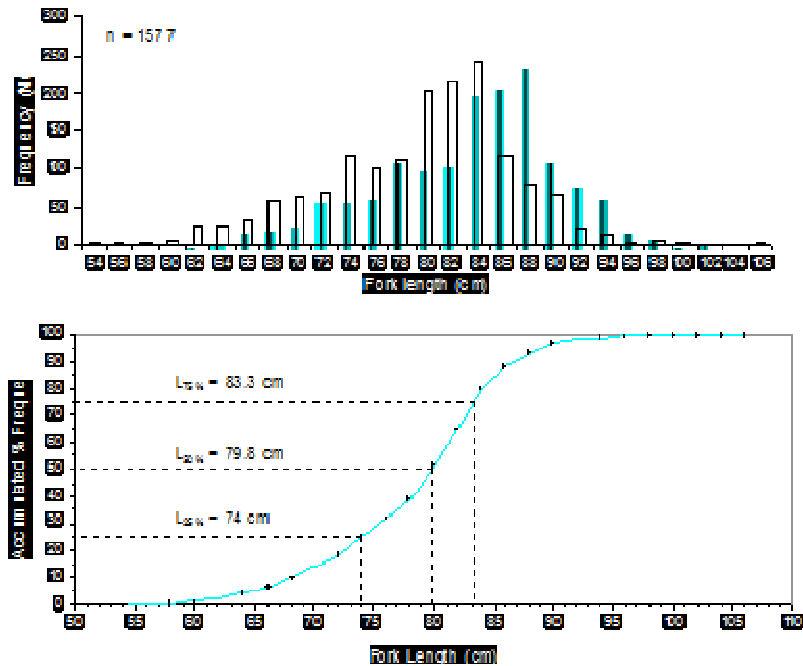 300
n = 1577
250
200
150
100
50
0
Frequency (N)
54 56 58 60 62 64 66 68 70 72 74 76 78 80 82 84 86 88 90 92 94 96 98 100 102 104 106
Fork length (cm)
100
90
80
70
60
50
40
30
20
10
0
Accumulated % Freque
L75% = 83.3 cm
L50% = 79.8 cm
L25% = 74 cm
50 55 60 65 70 75 80 85 90 95 100 105 110
Fork Length (cm)